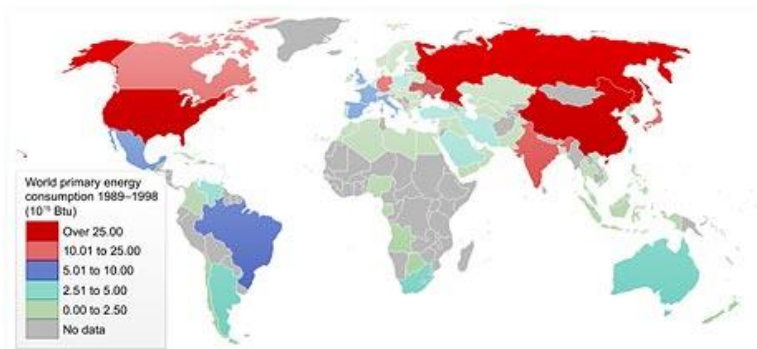 World primary energy
consumption 1989–1998
(10¹⁵ Btu)
Over 25.00
10.01 to 25.00
5.01 to 10.00
2.51 to 5.00
0.00 to 2.50
No data